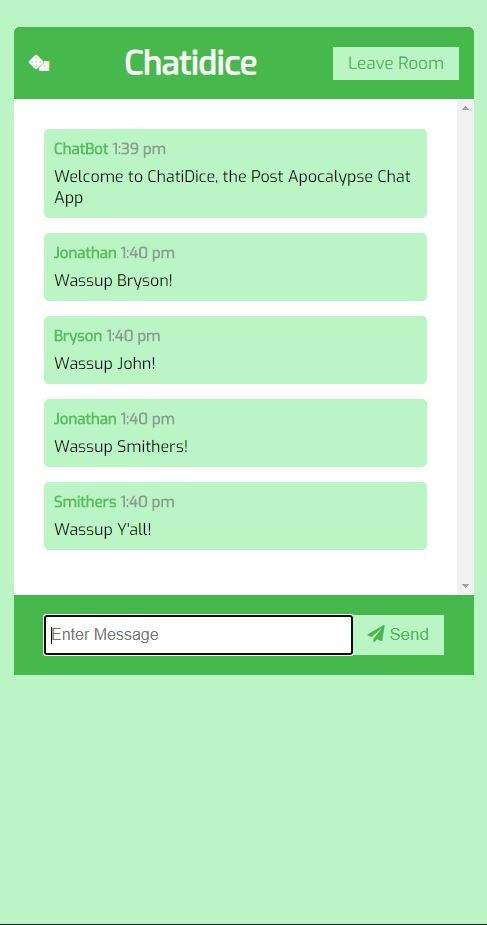 Chatidice
Leave Room
ChatBot 1:39 pm
Welcome to ChatiDice, the Post Apocalypse Chat
App
Jonathan 1:40 pm
Wassup Bryson!
Bryson 1:40 pm
Wassup John!
Jonathan 1:40 pm
Wassup Smithers!
Smithers 1:40 pm
Wassup Y'all!
Enter Message
Send